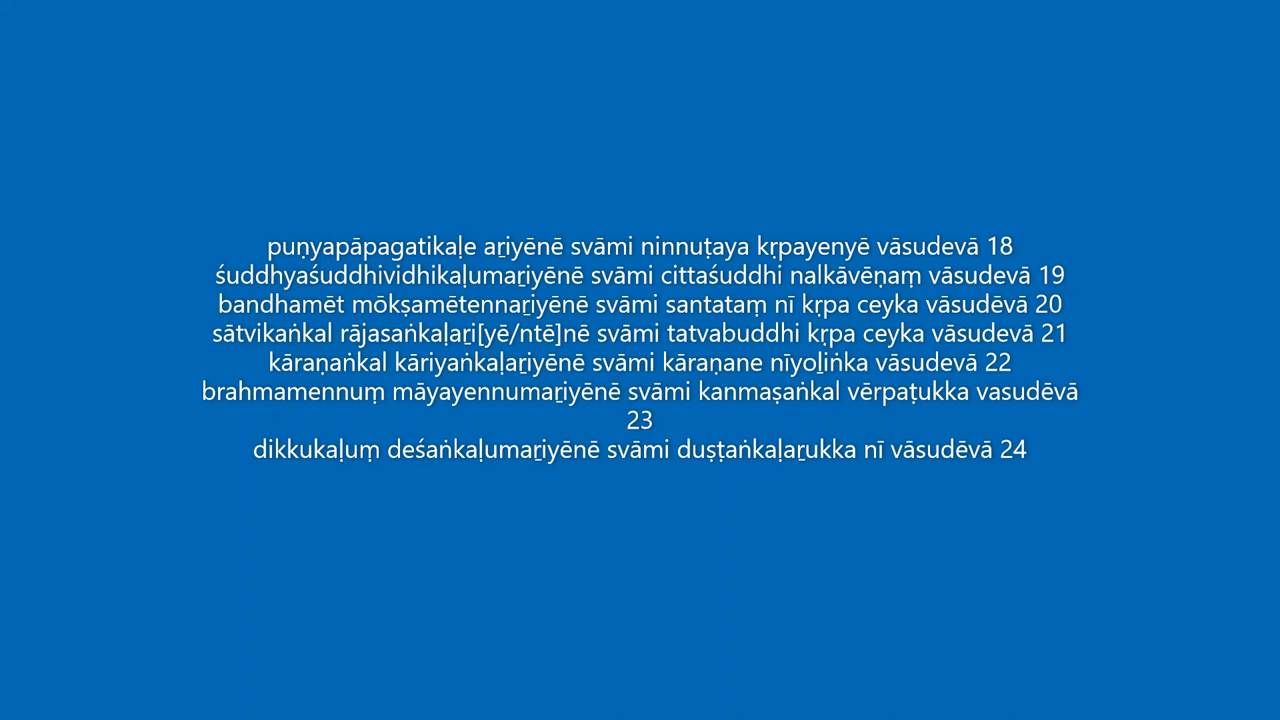 puṇyapāpagatikaḷe aṟiyēnē svāmi ninnuṭaya kṛpayenyē vāsudevā 18
śuddhyaśuddhividhikaḷumaṟiyēnē svāmi cittaśuddhi nalkāvēṇaṃ vāsudevā 19
bandhamēt mōkṣamētennaṟiyēnē svāmi santataṃ nī kṛpa ceyka vāsudēvā 20
sātvikaṅkal rājasaṅkaḷaṟi[yē/ntē]nē svāmi tatvabuddhi kṛpa ceyka vāsudevā 21
kāraṇaṅkal kāriyaṅkaḷaṟiyēnē svāmi kāraṇane nīyoḻiṅka vāsudevā 22
brahmamennuṃ māyayennumaṟiyēnē svāmi kanmaṣaṅkal vērpaṭukka vasudēvā
23
dikkukaḷuṃ deśaṅkaḷumaṟiyēnē svāmi duṣṭaṅkaḷaṟukka nī vāsudēvā 24